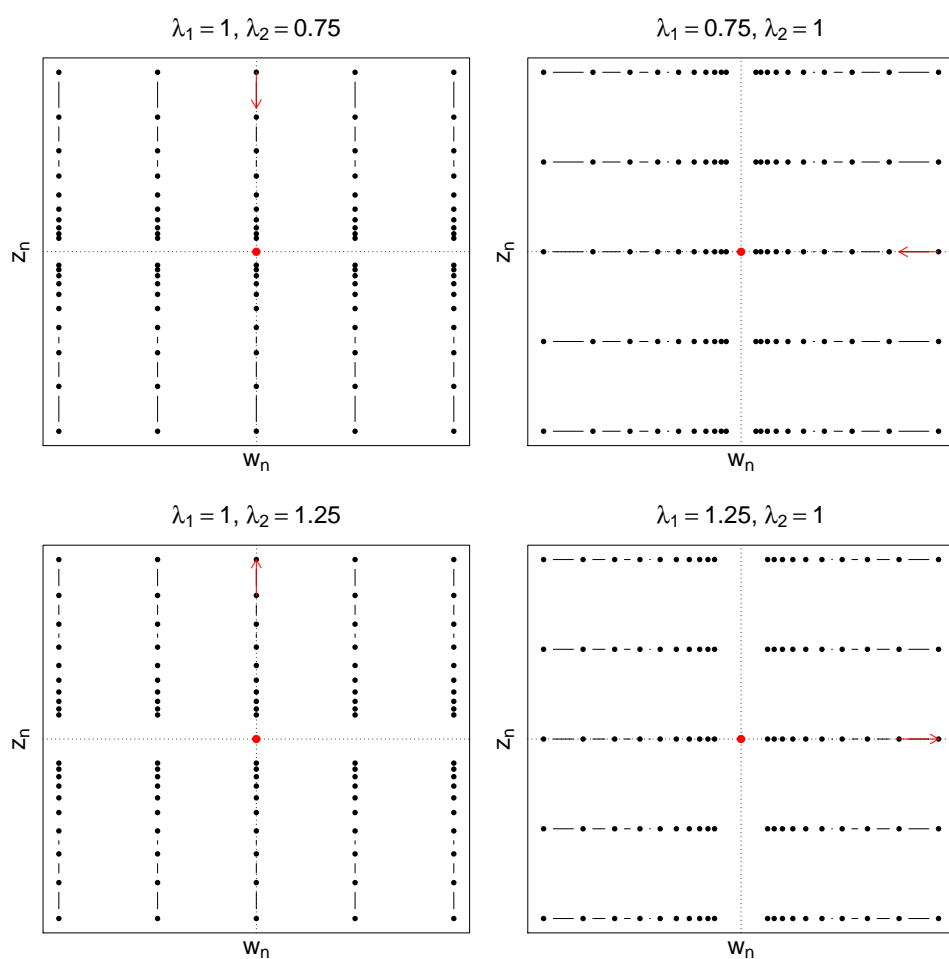 λ₁ = 1, λ₂ = 0.75
zₙ
wₙ
λ₁ = 0.75, λ₂ = 1
zₙ
wₙ
λ₁ = 1, λ₂ = 1.25
zₙ
wₙ
λ₁ = 1.25, λ₂ = 1
zₙ
wₙ